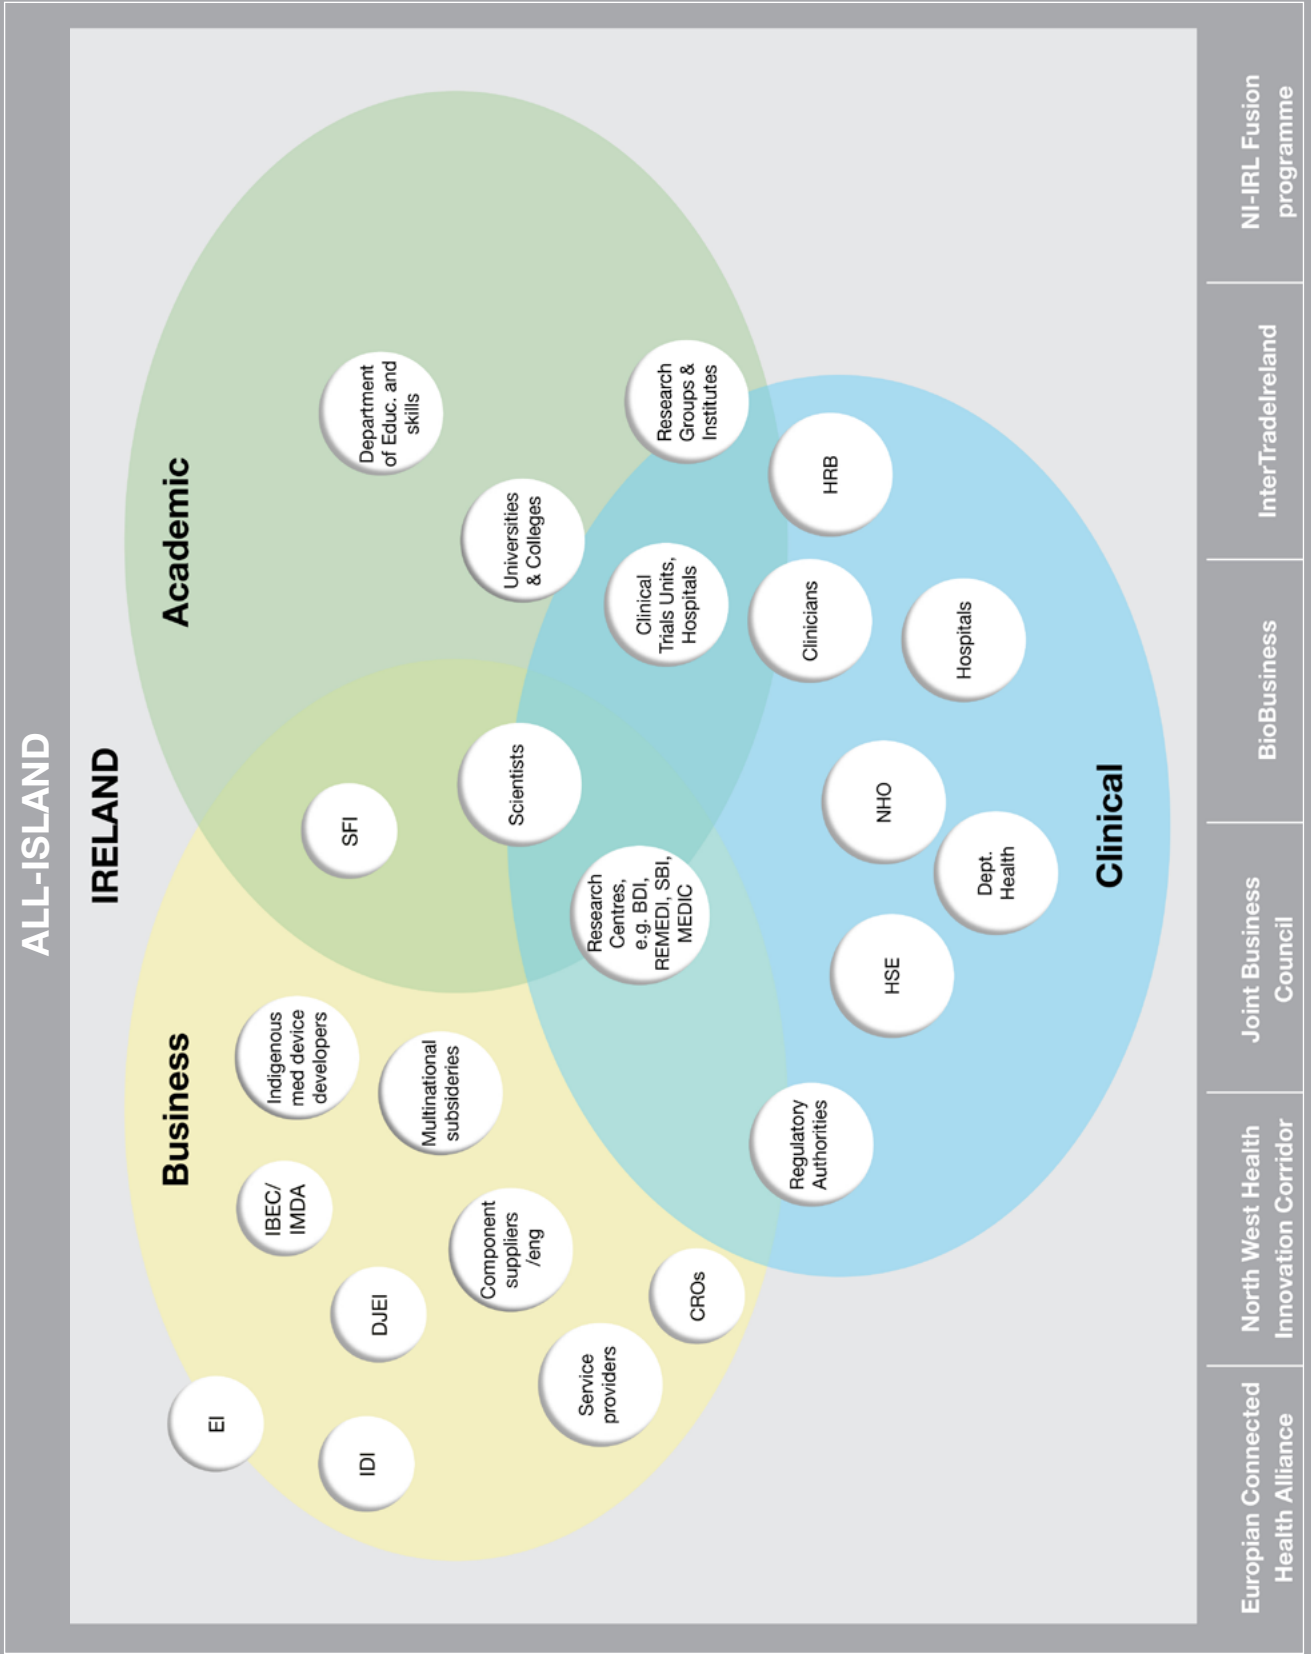 ALL-ISLAND
IRELAND
Business
Academic
EI
IDI
DJEI
IBEC/
IMDA
Indigenous
med device
developers
Multinational
subsideries
Component
suppliers
/eng
Service
providers
CROs
SFI
Scientists
Research
Centres,
e.g. BDI,
REMEDI, SBI,
MEDIC
Department
of Educ. and
skills
Universities
& Colleges
Research
Groups &
Institutes
Clinical
Trials Units,
Hospitals
Regulatory
Authorities
HSE
NHO
Dept.
Health
Clinicians
HRB
Hospitals
Clinical
Europian Connected
Health Alliance
North West Health
Innovation Corridor
Joint Business
Council
BioBusiness
InterTradeIreland
NI-IRL Fusion
programme